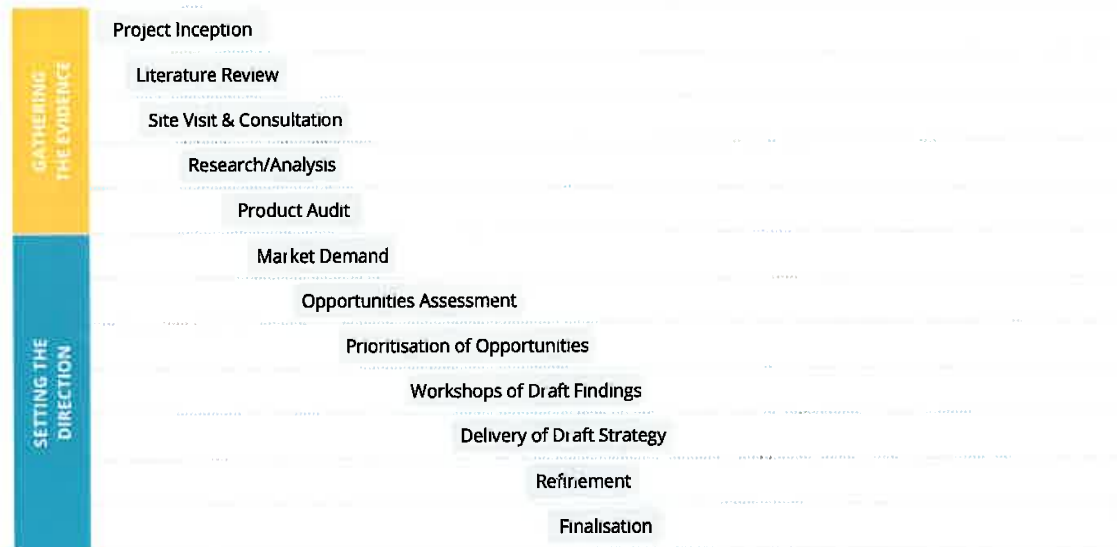 GATHERING
THE EVIDENCE
Project Inception
Literature Review
Site Visit & Consultation
Research/Analysis
Product Audit
SETTING THE
DIRECTION
Market Demand
Opportunities Assessment
Prioritisation of Opportunities
Workshops of Draft Findings
Delivery of Draft Strategy
Refinement
Finalisation